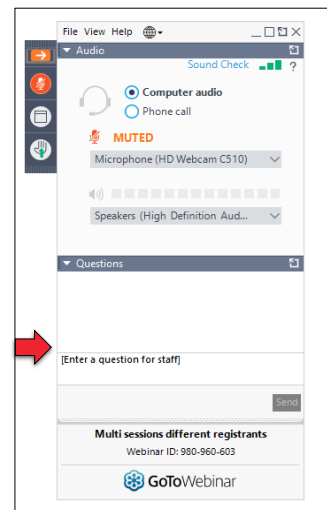 File View Help
Audio
Sound Check ?
Computer audio
Phone call
MUTED
Microphone (HD Webcam C510)
Speakers (High Definition Aud...
Questions
[Enter a question for staff]
Send
Multi sessions different registrants
Webinar ID: 980-960-603
GoToWebinar